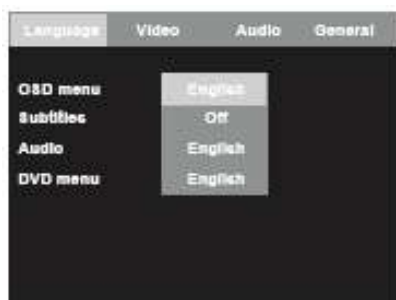 Language Video Audio General
OSD menu English
Subtitles Off
Audio English
DVD menu English